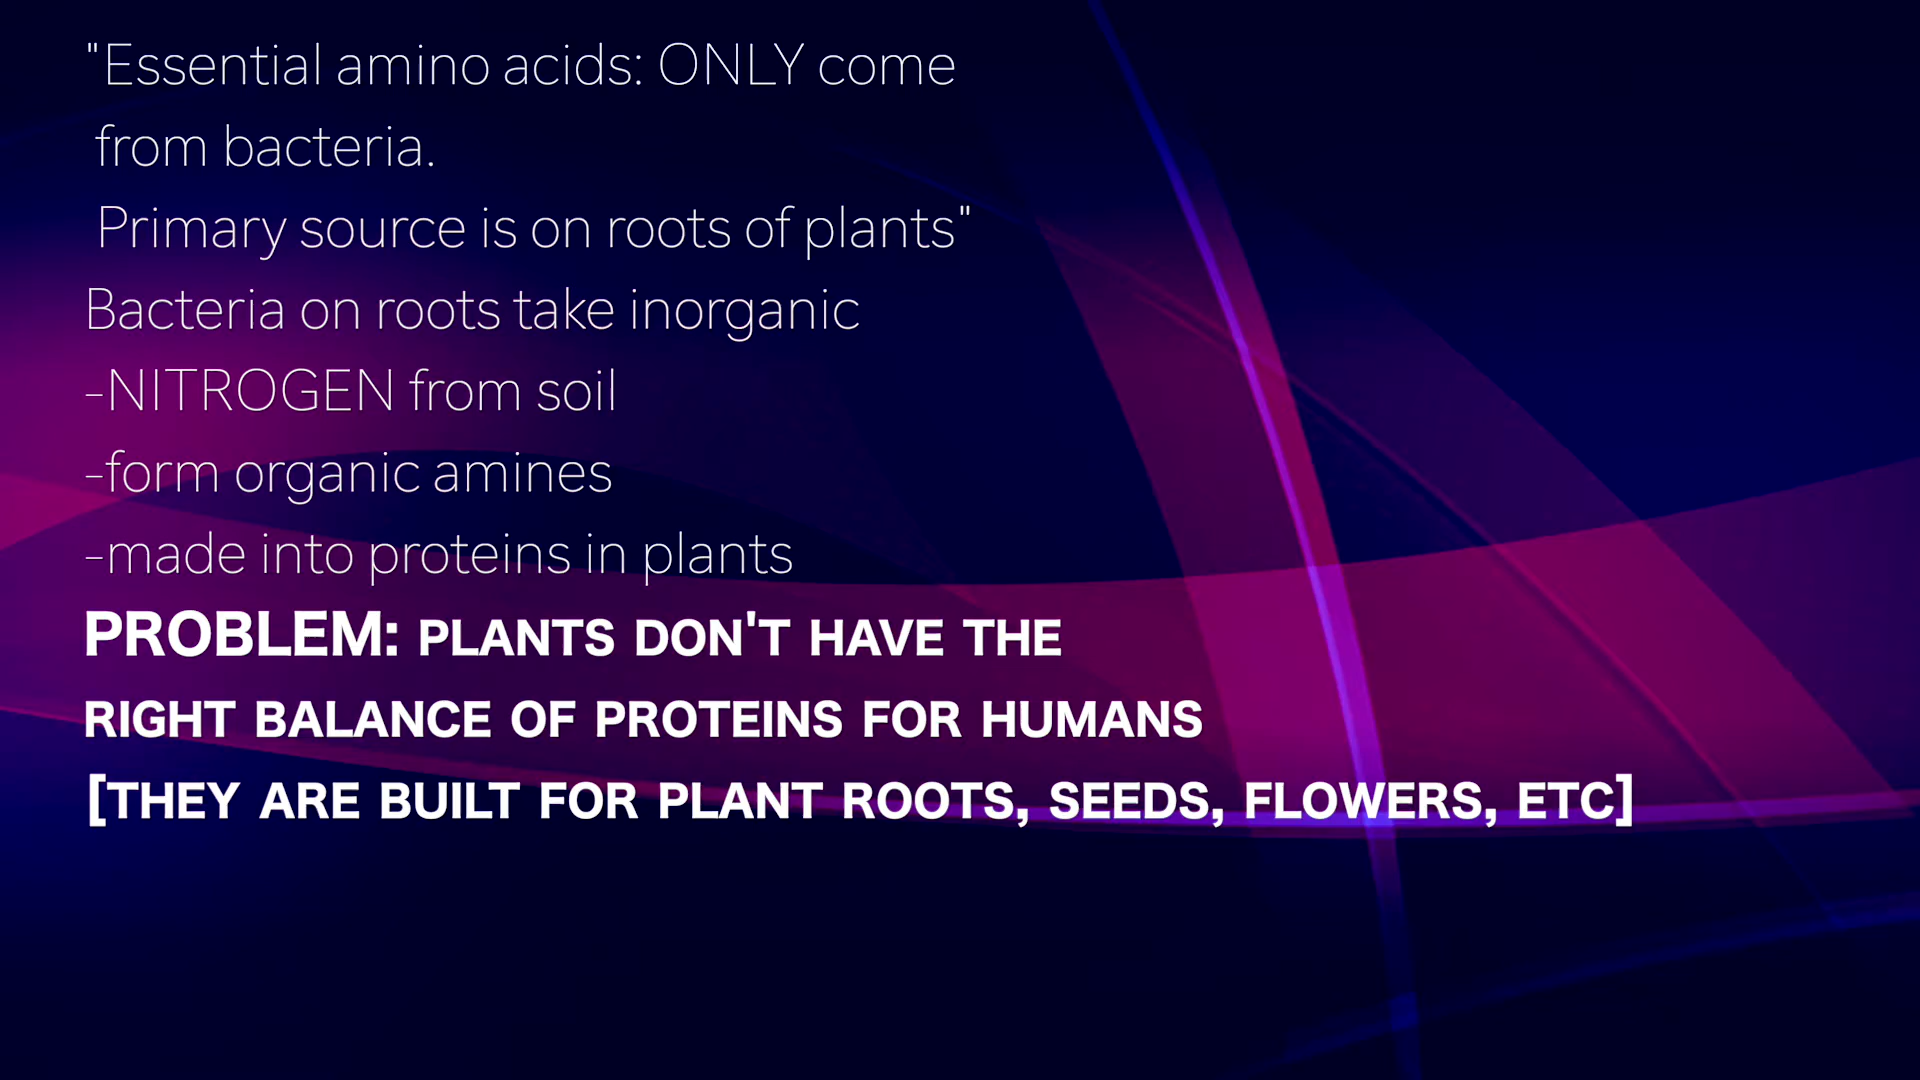 "Essential amino acids: ONLY come
from bacteria.
Primary source is on roots of plants"
Bacteria on roots take inorganic
-NITROGEN from soil
-form organic amines
-made into proteins in plants
PROBLEM: PLANTS DON'T HAVE THE
RIGHT BALANCE OF PROTEINS FOR HUMANS
[THEY ARE BUILT FOR PLANT ROOTS, SEEDS, FLOWERS, ETC]